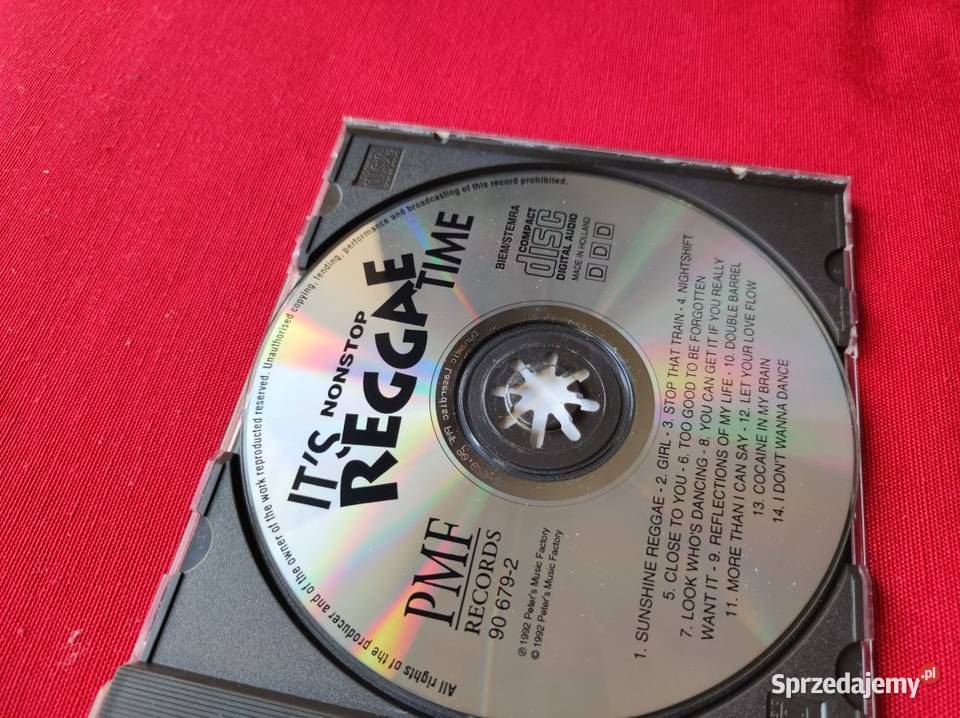 All rights of the producer and of the owner of the work reproduced reserved. Unauthorised copying, lending, performance and broadcasting of this record prohibited.
IT'S NONSTOP
REGGAE
TIME
BIEM/STEMRA
COMPACT
disc
DIGITAL AUDIO
MADE IN HOLLAND
D D D
PMF
RECORDS
90 679-2
℗ 1992 Peter's Music Factory
© 1992 Peter's Music Factory
1. SUNSHINE REGGAE - 2. GIRL - 3. STOP THAT TRAIN - 4. NIGHTSHIFT
5. CLOSE TO YOU - 6. TOO GOOD TO BE FORGOTTEN
7. LOOK WHO'S DANCING - 8. YOU CAN GET IT IF YOU REALLY
WANT IT - 9. REFLECTIONS OF MY LIFE - 10. DOUBLE BARREL
11. MORE THAN I CAN SAY - 12. LET YOUR LOVE FLOW
13. COCAINE IN MY BRAIN
14. I DON'T WANNA DANCE
Sprzedajemy.pl